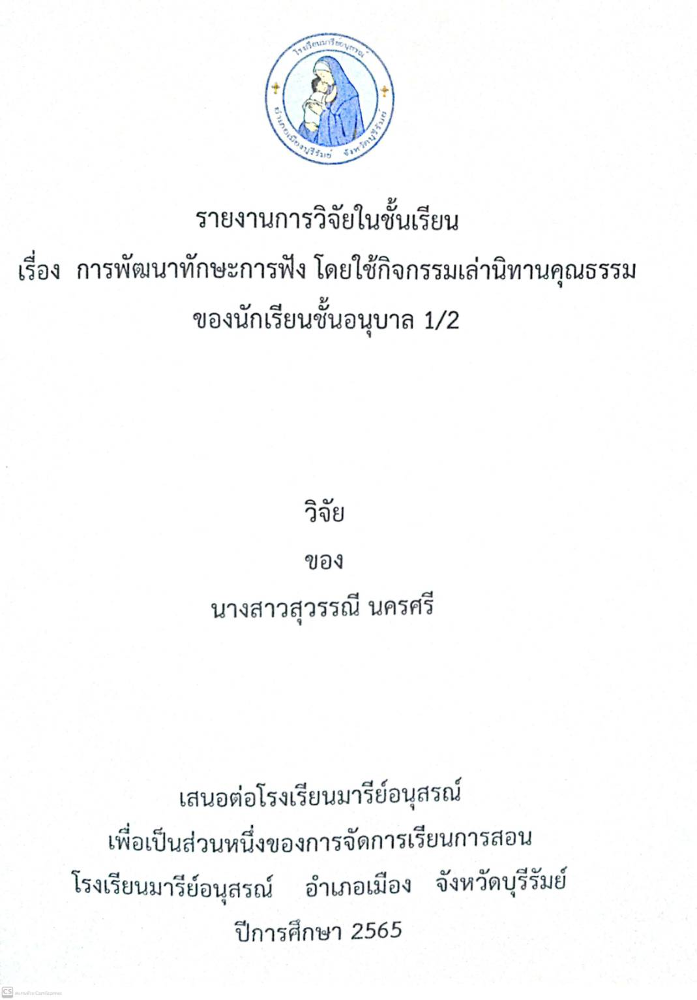 โรงเรียนมารีย์อนุสรณ์
อำเภอเมืองบุรีรัมย์ จังหวัดบุรีรัมย์
รายงานการวิจัยในชั้นเรียน
เรื่อง การพัฒนาทักษะการฟัง โดยใช้กิจกรรมเล่านิทานคุณธรรม
ของนักเรียนชั้นอนุบาล 1/2
วิจัย
ของ
นางสาวสุวรรณี นครศรี
เสนอต่อโรงเรียนมารีย์อนุสรณ์
เพื่อเป็นส่วนหนึ่งของการจัดการเรียนการสอน
โรงเรียนมารีย์อนุสรณ์ อำเภอเมือง จังหวัดบุรีรัมย์
ปีการศึกษา 2565
CS สแกนด้วย CamScanner